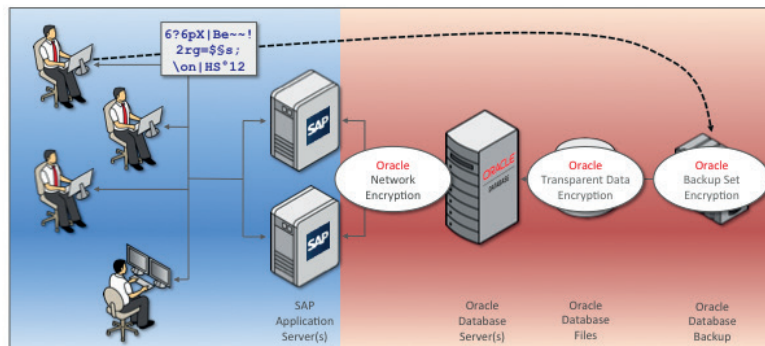 6?6pX|Be~~!
2rg=$§s;
\on|HS°12
SAP
SAP
Oracle
Network
Encryption
ORACLE
DATABASE
Oracle
Transparent Data
Encryption
Oracle
Backup Set
Encryption
SAP
Application
Server(s)
Oracle
Database
Server(s)
Oracle
Database
Files
Oracle
Database
Backup